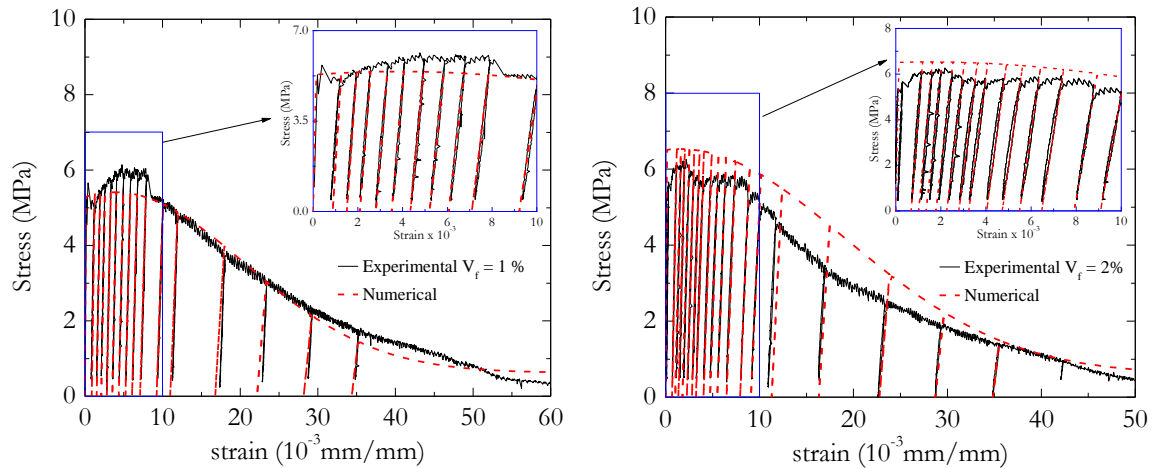 10
8
6
4
2
0
0 10 20 30 40 50 60
Stress (MPa)
strain (10⁻³mm/mm)
7.0
3.5
0.0
0 2 4 6 8 10
Stress (MPa)
Strain x 10⁻³
Experimental V_f = 1 %
Numerical
10
8
6
4
2
0
0 10 20 30 40 50
Stress (MPa)
strain (10⁻³mm/mm)
8
6
4
2
0
0 2 4 6 8 10
Stress (MPa)
Strain x 10⁻³
Experimental V_f = 2%
Numerical